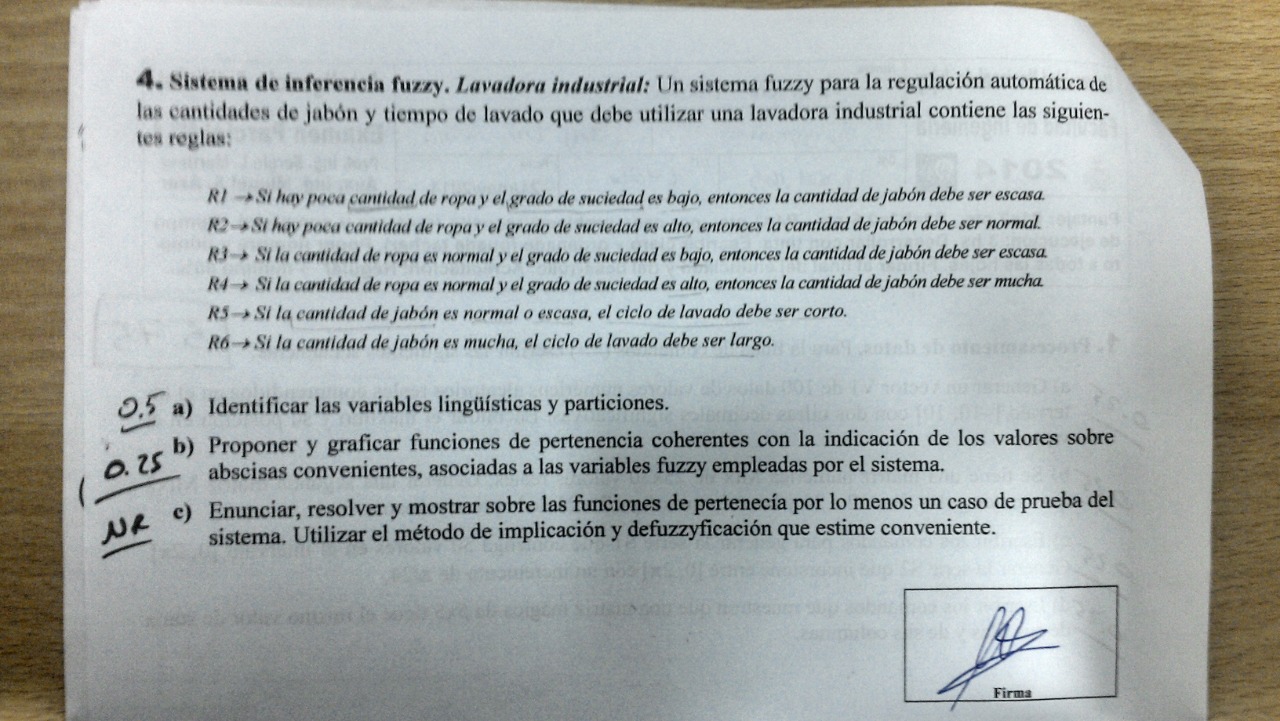 4. Sistema de inferencia fuzzy. Lavadora industrial: Un sistema fuzzy para la regulación automática de
las cantidades de jabón y tiempo de lavado que debe utilizar una lavadora industrial contiene las siguien-
tes reglas:
R1 → Si hay poca cantidad de ropa y el grado de suciedad es bajo, entonces la cantidad de jabón debe ser escasa.
R2 → Si hay poca cantidad de ropa y el grado de suciedad es alto, entonces la cantidad de jabón debe ser normal.
R3 → Si la cantidad de ropa es normal y el grado de suciedad es bajo, entonces la cantidad de jabón debe ser escasa.
R4 → Si la cantidad de ropa es normal y el grado de suciedad es alto, entonces la cantidad de jabón debe ser mucha.
R5 → Si la cantidad de jabón es normal o escasa, el ciclo de lavado debe ser corto.
R6 → Si la cantidad de jabón es mucha, el ciclo de lavado debe ser largo.
0.5 a) Identificar las variables lingüísticas y particiones.
b) Proponer y graficar funciones de pertenencia coherentes con la indicación de los valores sobre
0.25 abscisas convenientes, asociadas a las variables fuzzy empleadas por el sistema.
c) Enunciar, resolver y mostrar sobre las funciones de pertenecía por lo menos un caso de prueba del
NR sistema. Utilizar el método de implicación y defuzzyficación que estime conveniente.
Firma